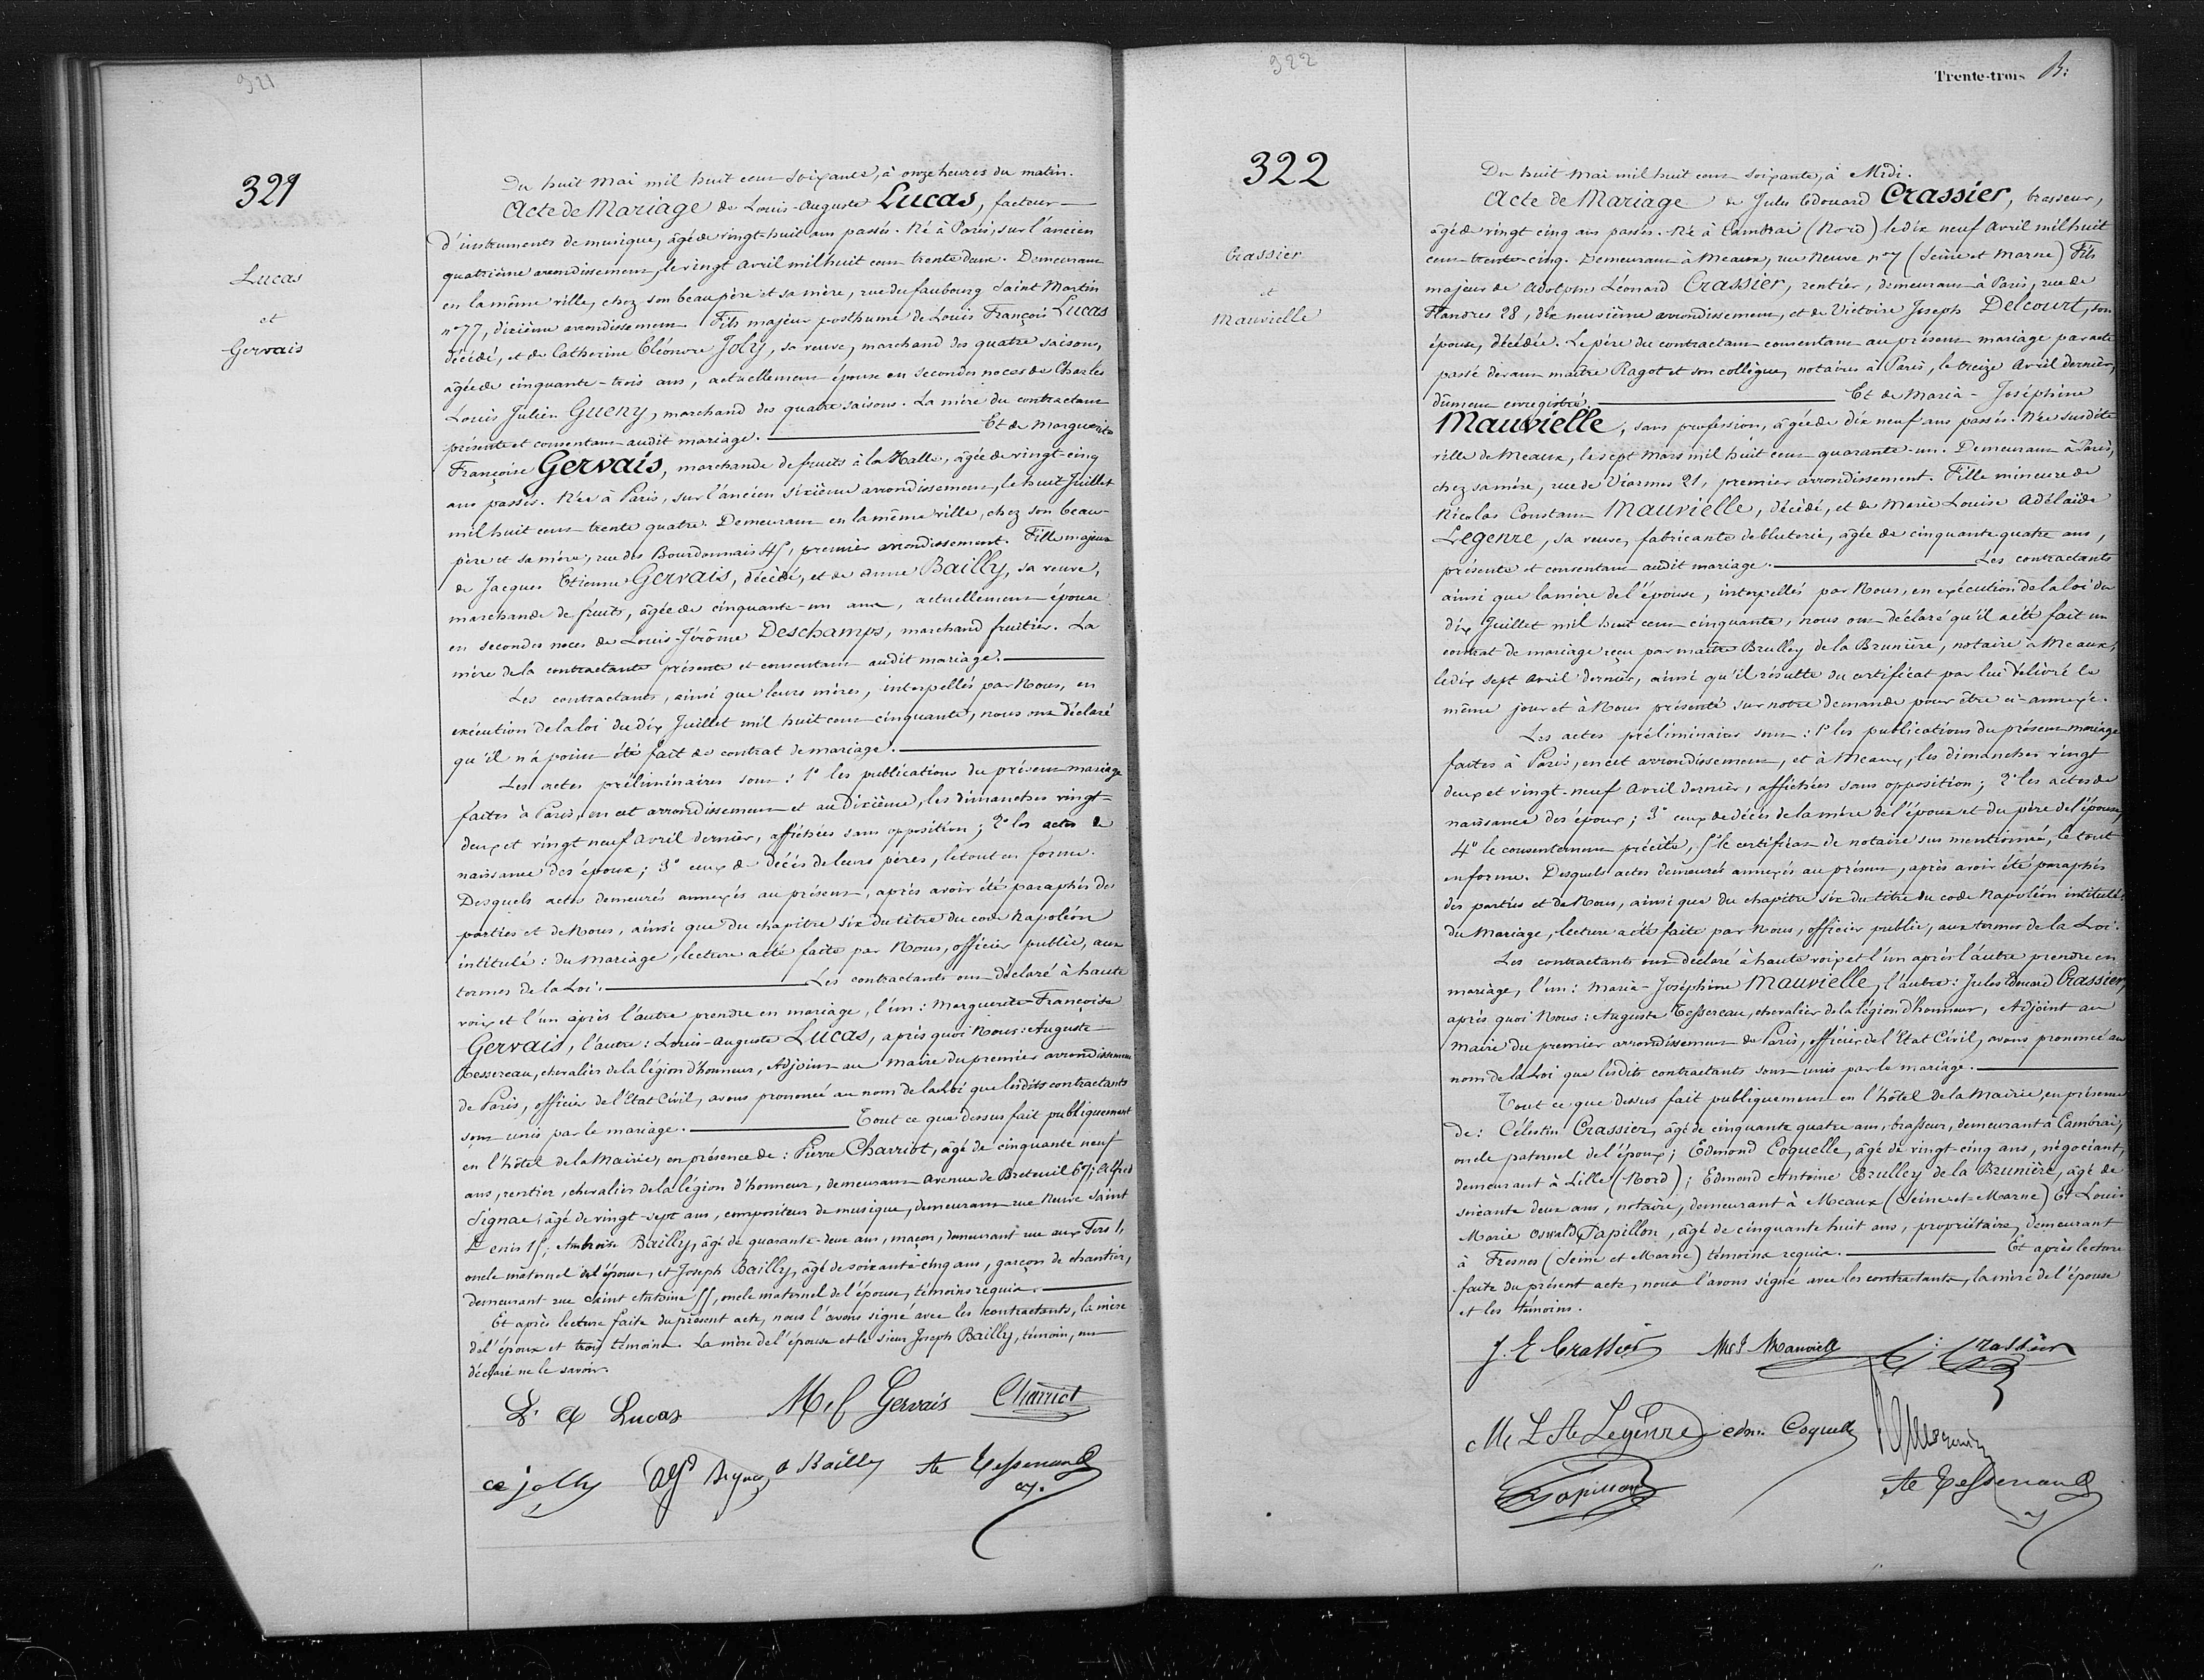 321
321
Lucas
et
Gervais
Du huit Mai mil huit cent soixante, à onze heures du matin.
Acte de Mariage de Louis-Auguste Lucas, facteur
d'instruments de musique, âgé de vingt-huit ans passés. Né à Paris, sur l'ancien
quatrième arrondissement, le vingt Avril mil huit cent trente deux. Demeurant
en la même ville, chez son beau père et sa mère, rue du faubourg Saint Martin
n° 77, dixième arrondissement. Fils majeur posthume de Louis François Lucas
décédé, et de Catherine Eléonore Joly, sa veuve, marchand des quatre saisons,
âgée de cinquante-trois ans, actuellement épouse en secondes noces de Charles
Louis Julien Gueny, marchand des quatre saisons. La mère du contractant
présente et consentant audit mariage. Et de Marguerite
Françoise Gervais, marchande de fruits à la Halle, âgée de vingt-cinq
ans passés. Née à Paris, sur l'ancien sixième arrondissement, le huit Juillet
mil huit cent trente quatre. Demeurant en la même ville, chez son beau-
père et sa mère, rue des Bourdonnais 45, premier arrondissement. Fille majeure
de Jacques Etienne Gervais, décédé, et de Anne Bailly, sa veuve,
marchande de fruits, âgée de cinquante-un ans, actuellement épouse
en secondes noces de Louis-Jérôme Deschamps, marchand fruitier. La
mère de la contractante présente et consentant audit mariage.
Les contractants, ainsi que leurs mères, interpellés par Nous, en
exécution de la loi du dix Juillet mil huit cent cinquante, nous ont déclaré
qu'il n'a point été fait de contrat de mariage.
Les actes préliminaires sont : 1° les publications du présent mariage
faites à Paris, en cet arrondissement et au Dixième, les dimanches vingt-
deux et vingt neuf Avril dernier, affichées sans opposition ; 2° les actes de
naissance des époux ; 3° ceux de décès de leurs pères, le tout en forme.
Desquels actes demeurés annexés au présent, après avoir été paraphés des
parties et de Nous, ainsi que du chapitre six du titre du code Napoléon
intitulé : du Mariage, lecture a été faite par Nous, officier public, aux
termes de la Loi. Les contractants ont déclaré à haute
voix et l'un après l'autre prendre en mariage, l'un : Marguerite-Françoise
Gervais, l'autre : Louis-Auguste Lucas, après quoi Nous : Auguste
Tessereau, chevalier de la légion d'honneur, Adjoint au Maire du premier arrondissement
de Paris, officier de l'Etat Civil, avons prononcé au nom de la Loi que lesdits contractants
sont unis par le mariage. Tout ce que dessus fait publiquement
en l'hôtel de la Mairie, en présence de : Pierre Charriot, âgé de cinquante neuf
ans, rentier, chevalier de la légion d'honneur, demeurant avenue de Breteuil 67 ; Alfred
Signac, âgé de vingt-sept ans, compositeur de musique, demeurant rue Neuve Saint
Denis 15 ; Ambroise Bailly, âgé de quarante-deux ans, maçon, demeurant rue aux Fers 1,
oncle maternel de l'épouse, et Joseph Bailly, âgé de soixante-cinq ans, garçon de chantier,
demeurant rue Saint Antoine 55, oncle maternel de l'épouse, témoins requis.
Et après lecture faite du présent acte, nous l'avons signé avec les contractants, la mère
de l'époux et trois témoins. La mère de l'épouse et le sieur Joseph Bailly, témoin, ont
déclaré ne le savoir.
L. A Lucas M. f Gervais Charriot
ce jolly Alf Signac a Bailly Ate Tessereau
322
Trente-trois
322
Crassier
et
Mauvielle
Du huit Mai mil huit cent soixante, à Midi.
Acte de Mariage de Jules Edouard Crassier, brasseur,
âgé de vingt cinq ans passés. Né à Cambrai (Nord) le dix neuf Avril mil huit
cent trente-cinq. Demeurant à Meaux, rue Neuve n° 7 (Seine et Marne) Fils
majeur de Adolphe Léonard Crassier, rentier, demeurant à Paris, rue de
Flandres 28, dix neuvième arrondissement, et de Victoire Joseph Delcourt, son
épouse, décédée. Le père du contractant consentant au présent mariage par acte
passé devant maître Ragot et son collègue, notaires à Paris, le treize Avril dernier,
dûment enregistré. Et de Maria-Joséphine
Mauvielle, sans profession, âgée de dix neuf ans passés. Née susdite
ville de Meaux, le sept Mars mil huit cent quarante-un. Demeurant à Paris,
chez sa mère, rue de Viarmes 21, premier arrondissement. Fille mineure de
Nicolas Constant Mauvielle, décédé, et de Marie Louise Adélaïde
Legenre, sa veuve, fabricante de bluterie, âgée de cinquante quatre ans,
présente et consentant audit mariage. Les contractants
ainsi que la mère de l'épouse, interpellés par Nous, en exécution de la loi du
dix Juillet mil huit cent cinquante, nous ont déclaré qu'il a été fait un
contrat de mariage reçu par maître Brulley de la Brunière, notaire à Meaux,
le dix sept Avril dernier, ainsi qu'il résulte du certificat par lui délivré le
même jour et à Nous présenté sur notre demande pour être ci-annexé.
Les actes préliminaires sont : 1° les publications du présent mariage
faites à Paris, en cet arrondissement, et à Meaux, les dimanches vingt
deux et vingt-neuf Avril dernier, affichées sans opposition ; 2° les actes de
naissance des époux ; 3° ceux de décès de la mère de l'époux et du père de l'épouse
4° le consentement précité, 5° le certificat de notaire sus mentionné, le tout
en forme. Desquels actes demeurés annexés au présent, après avoir été paraphés
des parties et de Nous, ainsi que du chapitre six du titre du code Napoléon intitulé :
du Mariage, lecture a été faite par Nous, officier public, aux termes de la Loi.
Les contractants ont déclaré à haute voix et l'un après l'autre prendre en
mariage, l'un : Maria-Joséphine Mauvielle, l'autre : Jules Edouard Crassier,
après quoi Nous : Auguste Tessereau, chevalier de la légion d'honneur, Adjoint au
Maire du premier arrondissement de Paris, officier de l'Etat Civil, avons prononcé au
nom de la Loi que lesdits contractants sont unis par le mariage.
Tout ce que dessus fait publiquement en l'hôtel de la Mairie, en présence
de : Célestin Crassier, âgé de cinquante quatre ans, brasseur, demeurant à Cambrai,
oncle paternel de l'époux ; Edmond Coquelle, âgé de vingt-cinq ans, négociant,
demeurant à Lille (Nord) ; Edmond Antoine Brulley de la Brunière, âgé de
soixante deux ans, notaire, demeurant à Meaux (Seine-et-Marne) Et Louis
Marie Oswald Papillon, âgé de cinquante huit ans, propriétaire, demeurant
à Fresnes (Seine et Marne) témoins requis. Et après lecture
faite du présent acte, nous l'avons signé avec les contractants, la mère de l'épouse
et les témoins.
J. E Crassier M J Mauvielle C. Crassier
M L Ae Legenre edm. Coquelle
Papillon Ate Tessereau